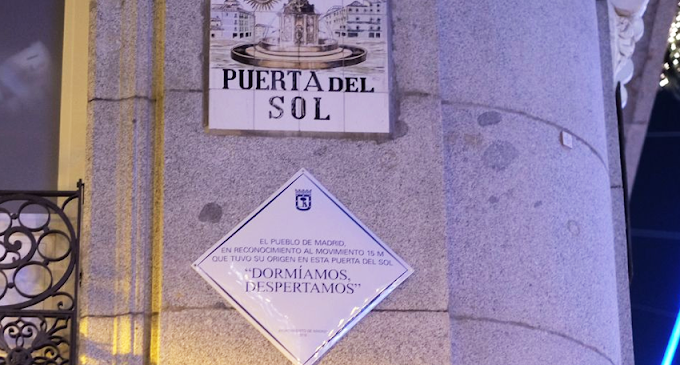 PUERTA DEL
SOL
EL PUEBLO DE MADRID,
EN RECONOCIMIENTO AL MOVIMIENTO 15 M
QUE TUVO SU ORIGEN EN ESTA PUERTA DEL SOL
“DORMÍAMOS,
DESPERTAMOS”